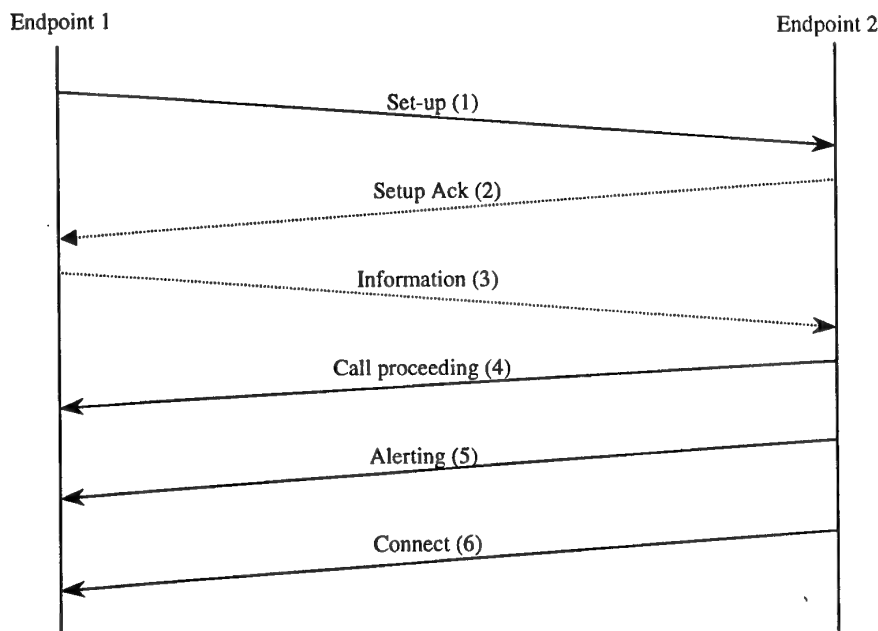 Endpoint 1
Endpoint 2
Set-up (1)
Setup Ack (2)
Information (3)
Call proceeding (4)
Alerting (5)
Connect (6)